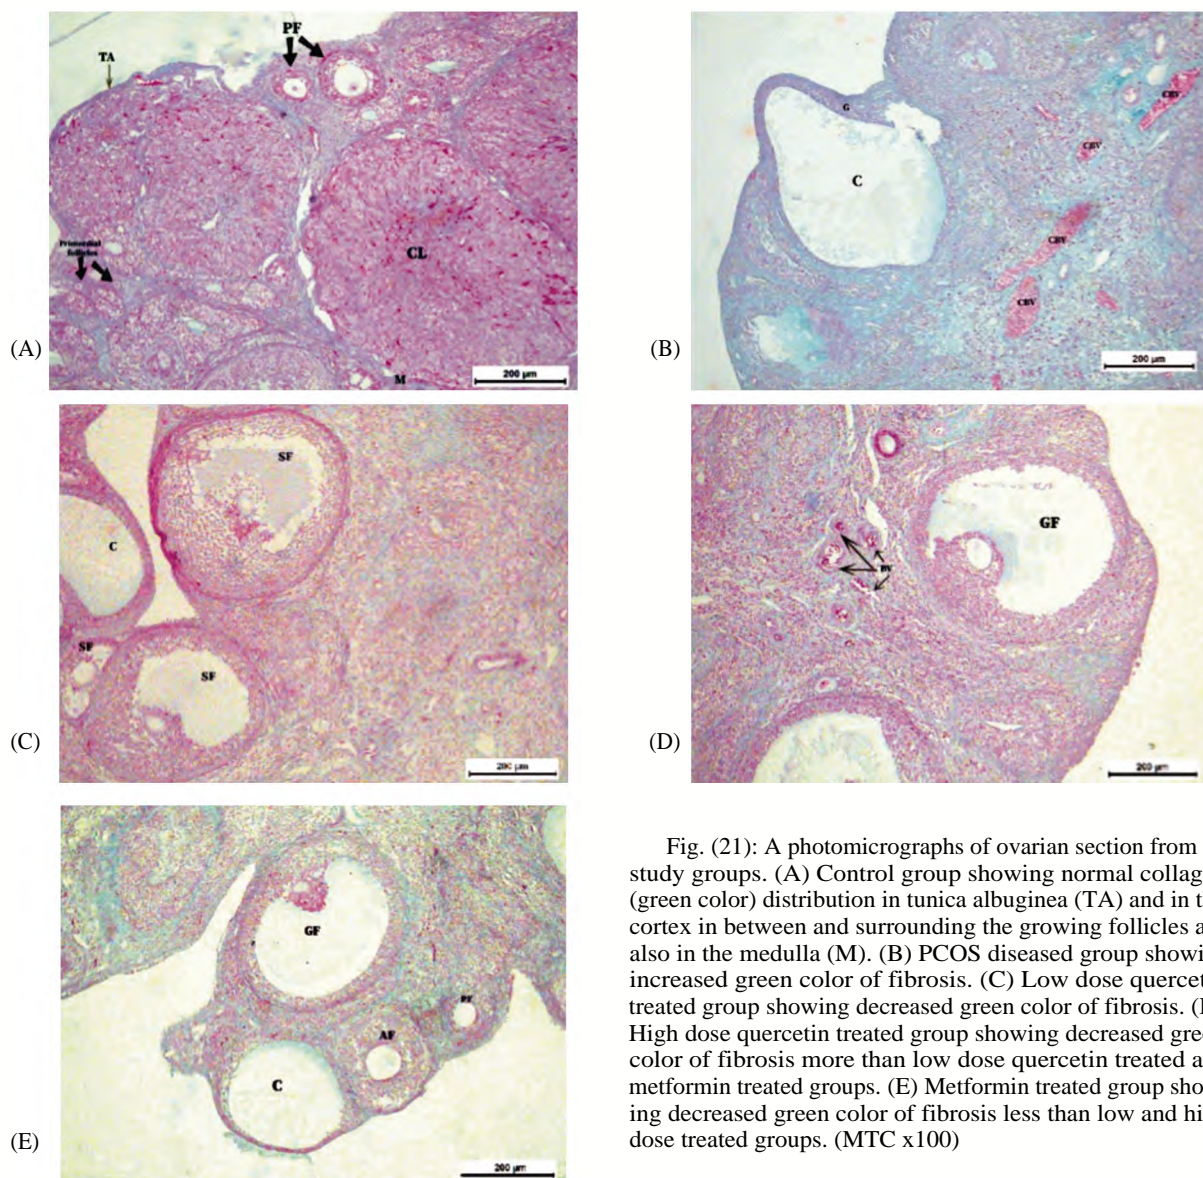 PF
TA
Primordial
follicles
CL
M
200 µm
(A)
G
C
CBV
CBV
CBV
CBV
200 µm
(B)
SF
C
SF
SF
200 µm
(C)
GF
BV
200 µm
(D)
GF
PF
AF
C
200 µm
(E)
Fig. (21): A photomicrographs of ovarian section from
study groups. (A) Control group showing normal collag
(green color) distribution in tunica albuginea (TA) and in t
cortex in between and surrounding the growing follicles a
also in the medulla (M). (B) PCOS diseased group showi
increased green color of fibrosis. (C) Low dose querce
treated group showing decreased green color of fibrosis. (
High dose quercetin treated group showing decreased gre
color of fibrosis more than low dose quercetin treated a
metformin treated groups. (E) Metformin treated group sho
ing decreased green color of fibrosis less than low and hi
dose treated groups. (MTC x100)